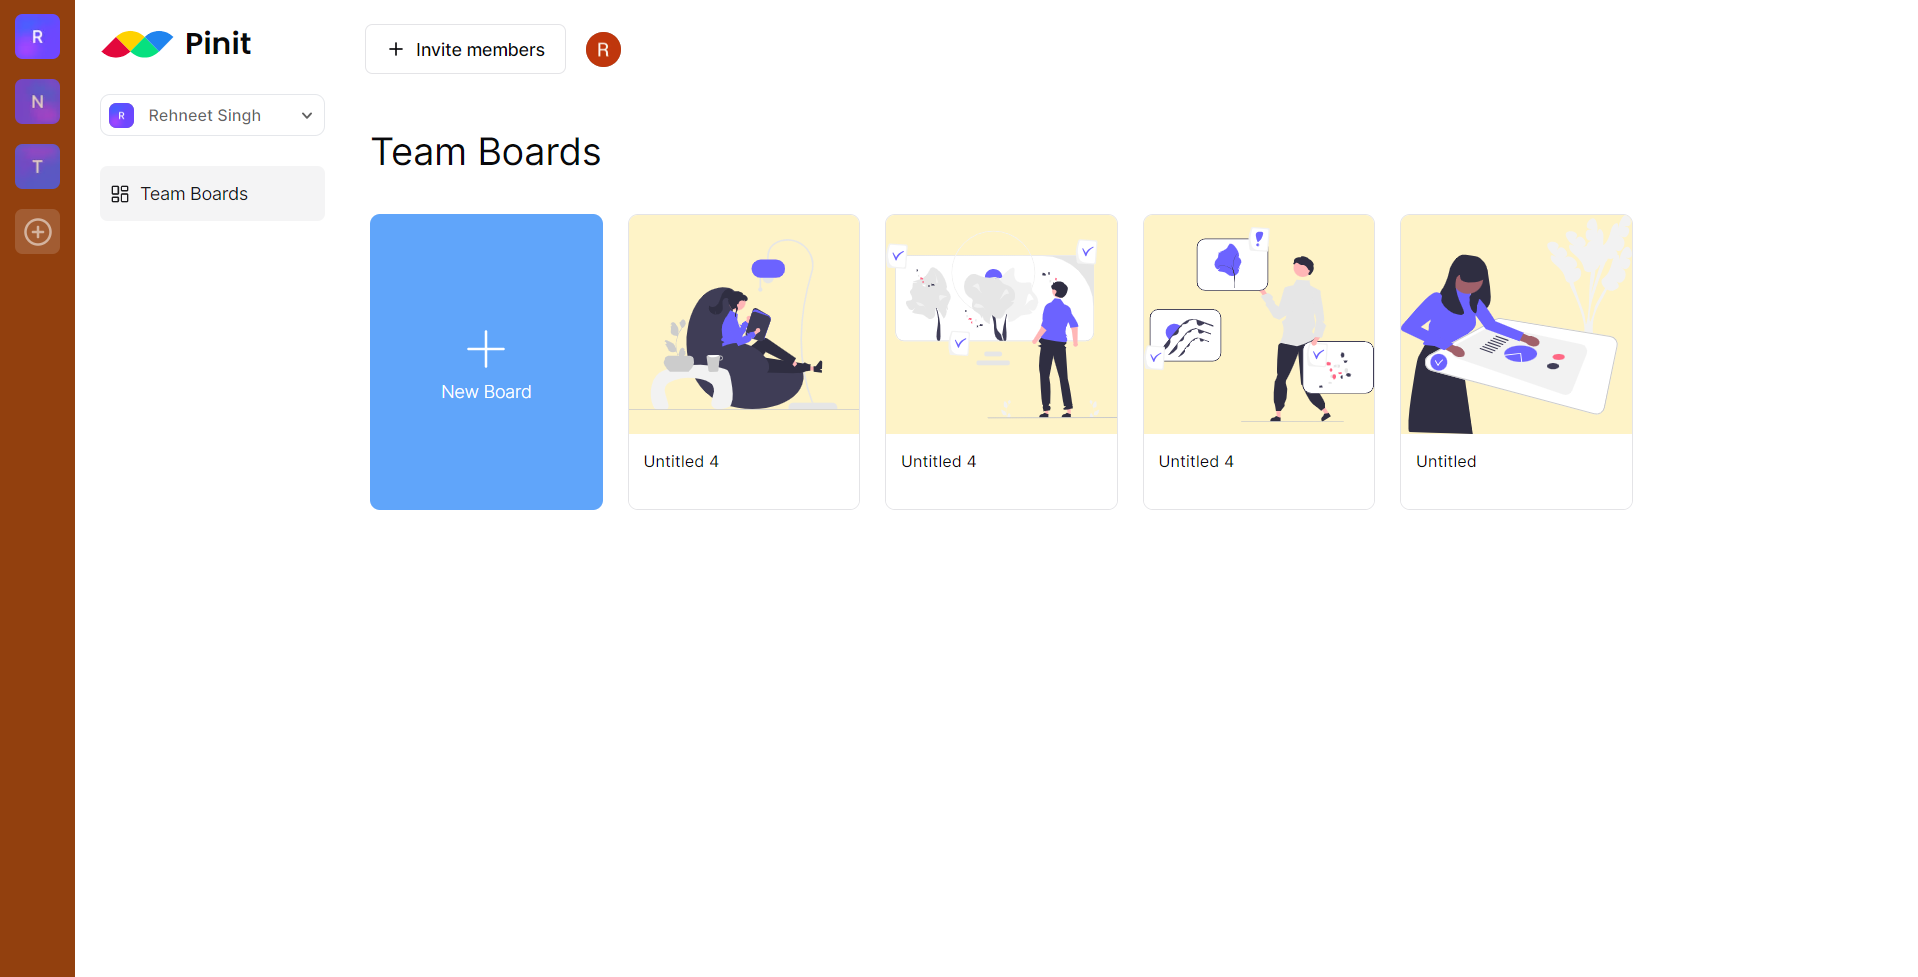 R
N
T
Pinit
R Rehneet Singh
Team Boards
Invite members
R
Team Boards
New Board
Untitled 4
Untitled 4
Untitled 4
Untitled